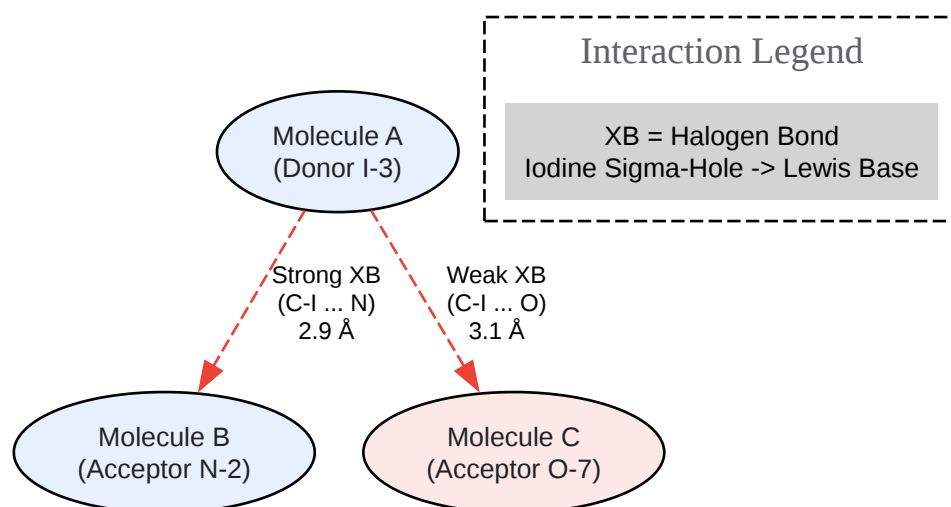 Interaction Legend
XB = Halogen Bond
Iodine Sigma-Hole -> Lewis Base
Molecule A
(Donor I-3)
Strong XB
(C-I ... N)
2.9 Å
Weak XB
(C-I ... O)
3.1 Å
Molecule B
(Acceptor N-2)
Molecule C
(Acceptor O-7)